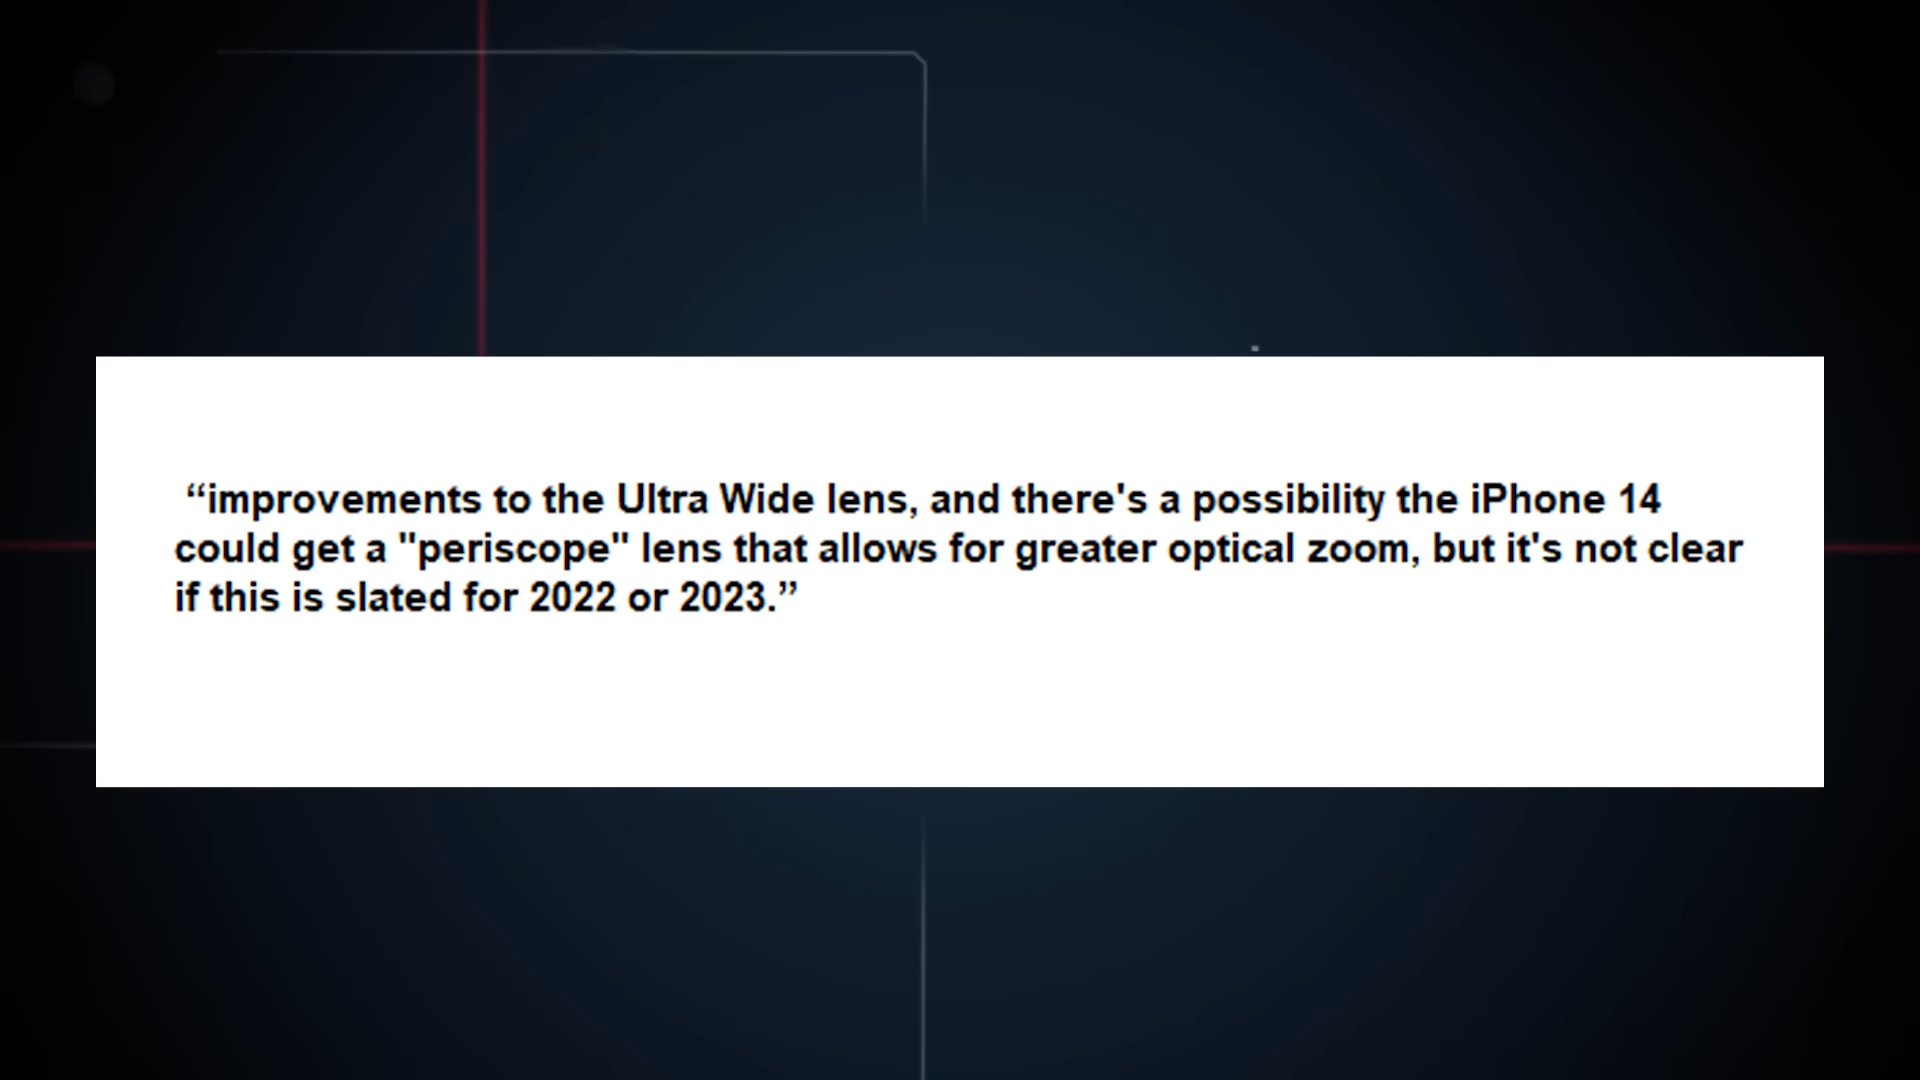 “improvements to the Ultra Wide lens, and there's a possibility the iPhone 14
could get a "periscope" lens that allows for greater optical zoom, but it's not clear
if this is slated for 2022 or 2023.”